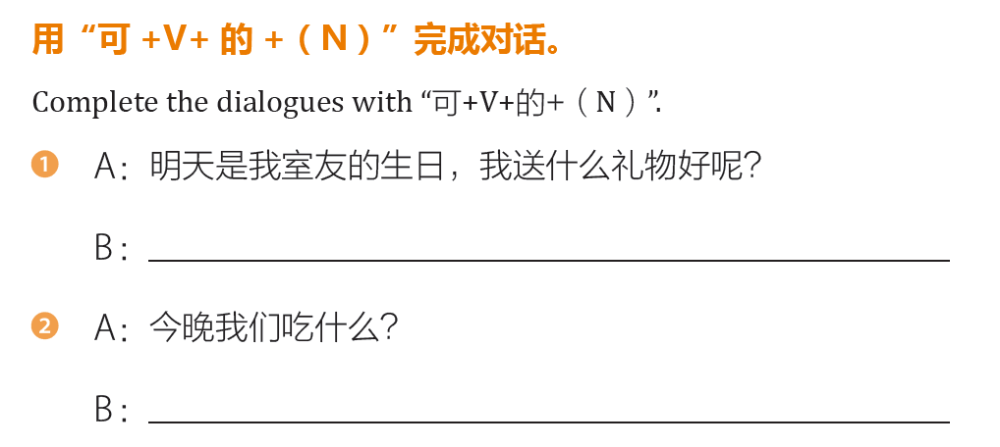 用“可 +V+ 的 +（N）”完成对话。
Complete the dialogues with “可+V+的+（N）”.
1 A：明天是我室友的生日，我送什么礼物好呢？
B：
2 A：今晚我们吃什么？
B：